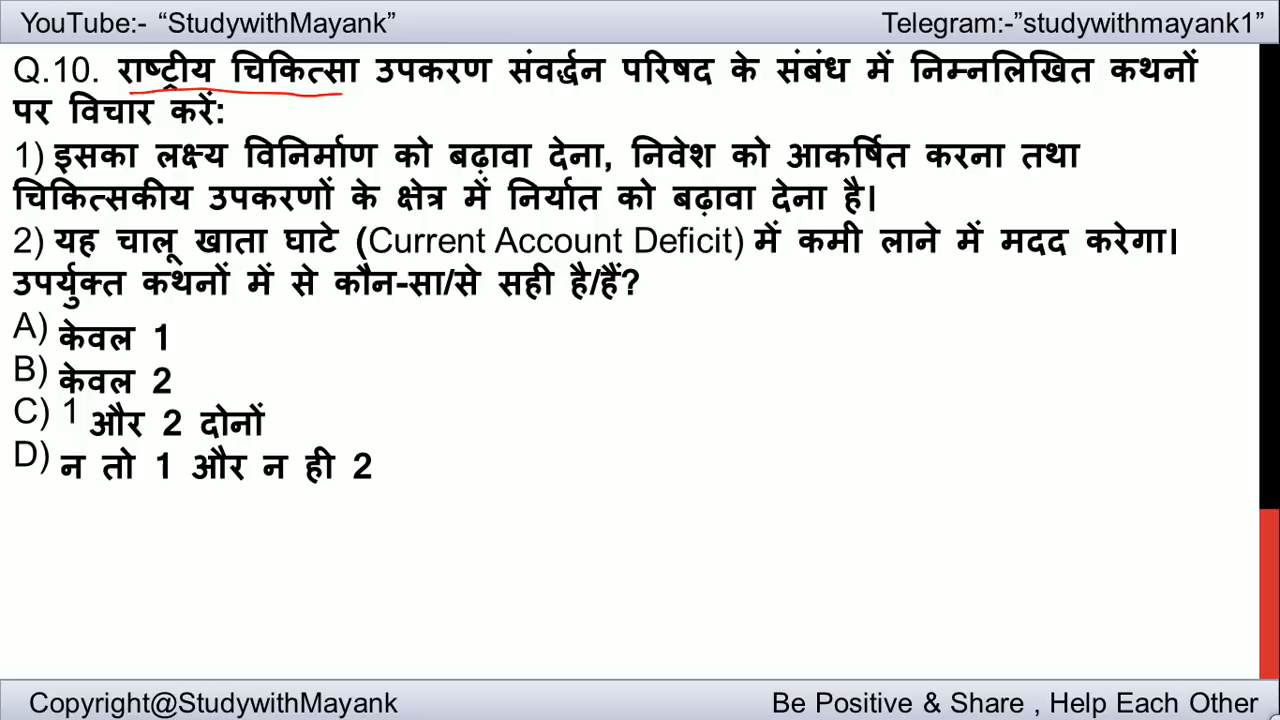 YouTube:- “StudywithMayank” Telegram:-”studywithmayank1”
Q.10. राष्ट्रीय चिकित्सा उपकरण संवर्द्धन परिषद के संबंध में निम्नलिखित कथनों
पर विचार करें:
1) इसका लक्ष्य विनिर्माण को बढ़ावा देना, निवेश को आकर्षित करना तथा
चिकित्सकीय उपकरणों के क्षेत्र में निर्यात को बढ़ावा देना है।
2) यह चालू खाता घाटे (Current Account Deficit) में कमी लाने में मदद करेगा।
उपर्युक्त कथनों में से कौन-सा/से सही है/हैं?
A) केवल 1
B) केवल 2
C) 1 और 2 दोनों
D) न तो 1 और न ही 2
Copyright@StudywithMayank Be Positive & Share , Help Each Other